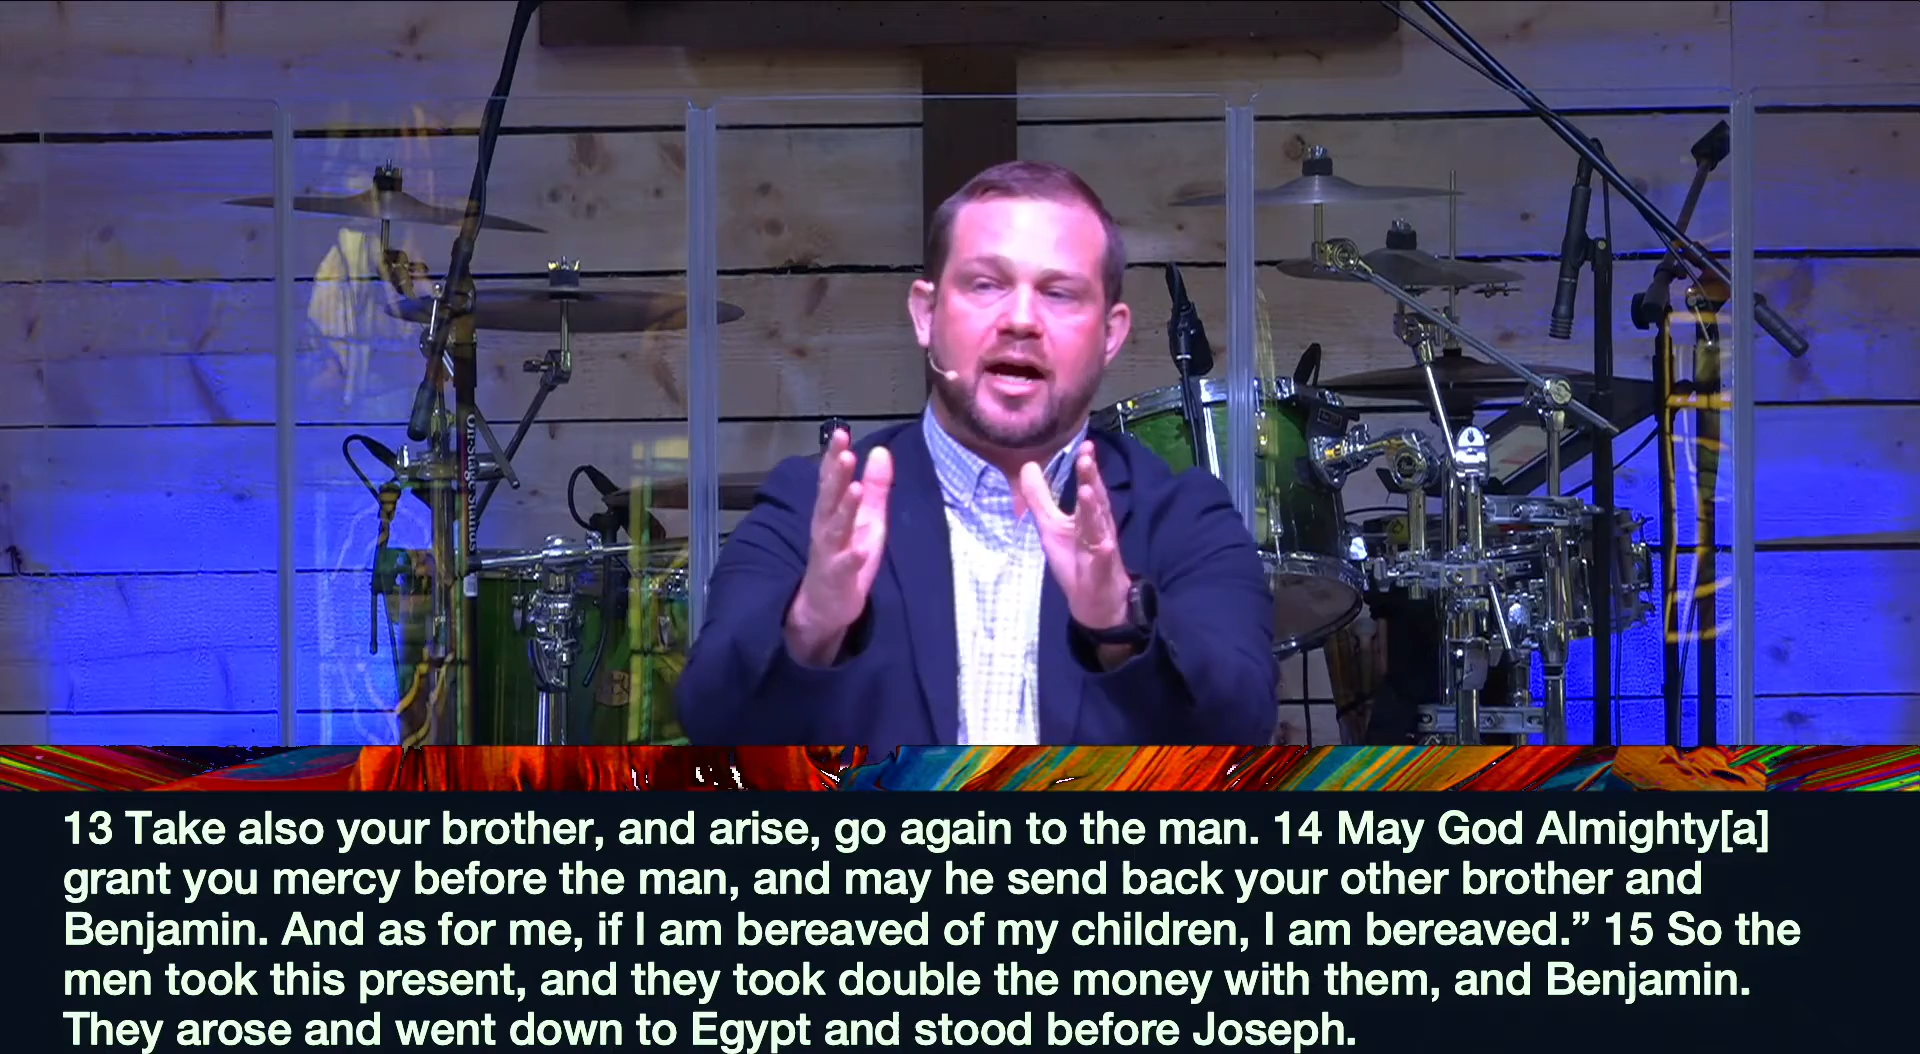 13 Take also your brother, and arise, go again to the man. 14 May God Almighty[a]
grant you mercy before the man, and may he send back your other brother and
Benjamin. And as for me, if I am bereaved of my children, I am bereaved.” 15 So the
men took this present, and they took double the money with them, and Benjamin.
They arose and went down to Egypt and stood before Joseph.